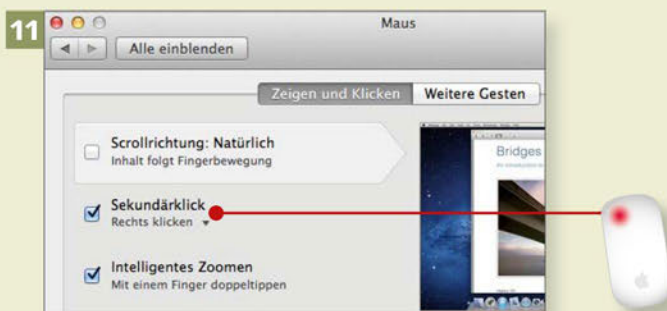 11
Maus
Alle einblenden
Zeigen und Klicken
Weitere Gesten
Scrollrichtung: Natürlich
Inhalt folgt Fingerbewegung
Bridges
Sekundärklick
Rechts klicken
Intelligentes Zoomen
Mit einem Finger doppeltippen